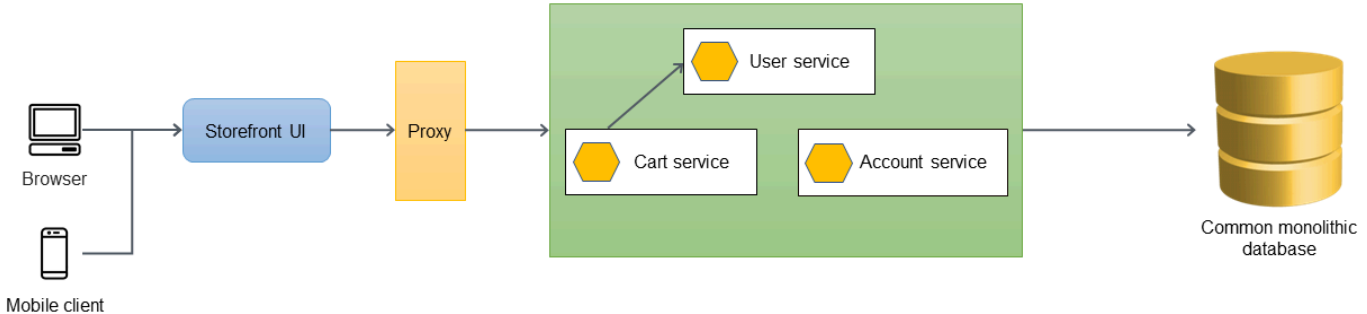 User service
Storefront UI
Proxy
Cart service
Account service
Browser
Common monolithic
database
Mobile client